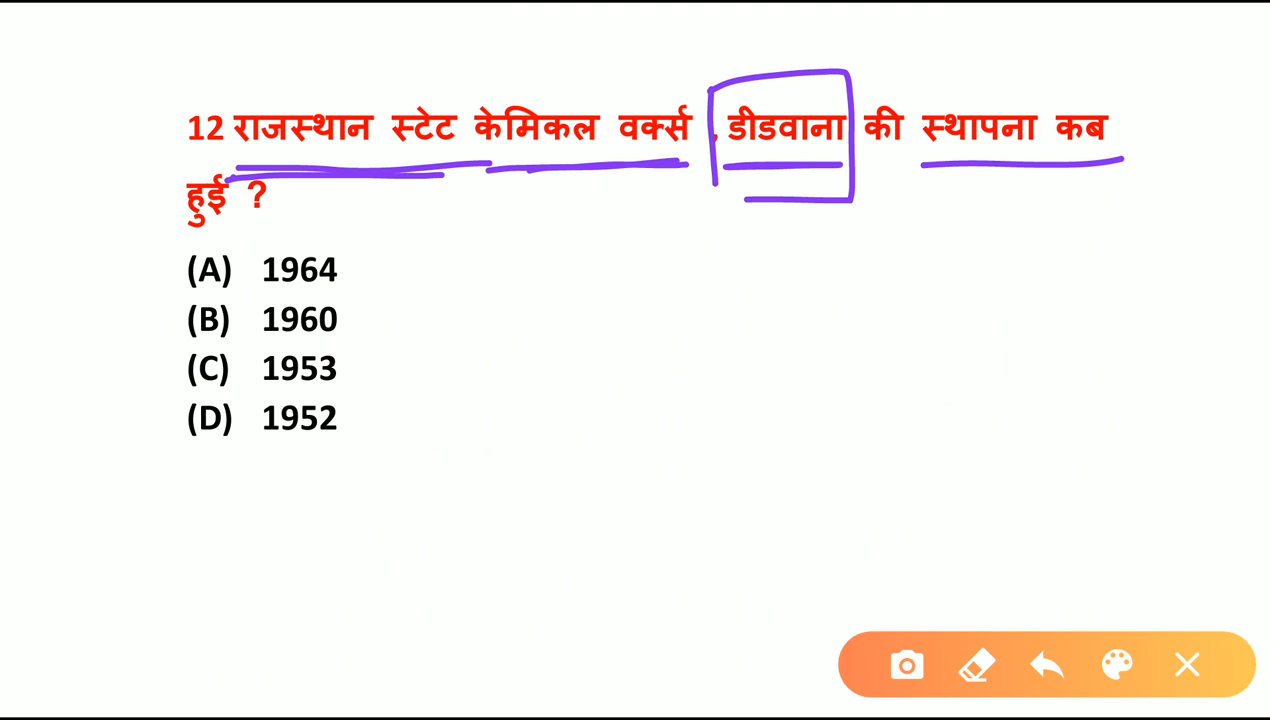 12 राजस्थान स्टेट केमिकल वर्क्स , डीडवाना की स्थापना कब
हुई ?
(A) 1964
(B) 1960
(C) 1953
(D) 1952